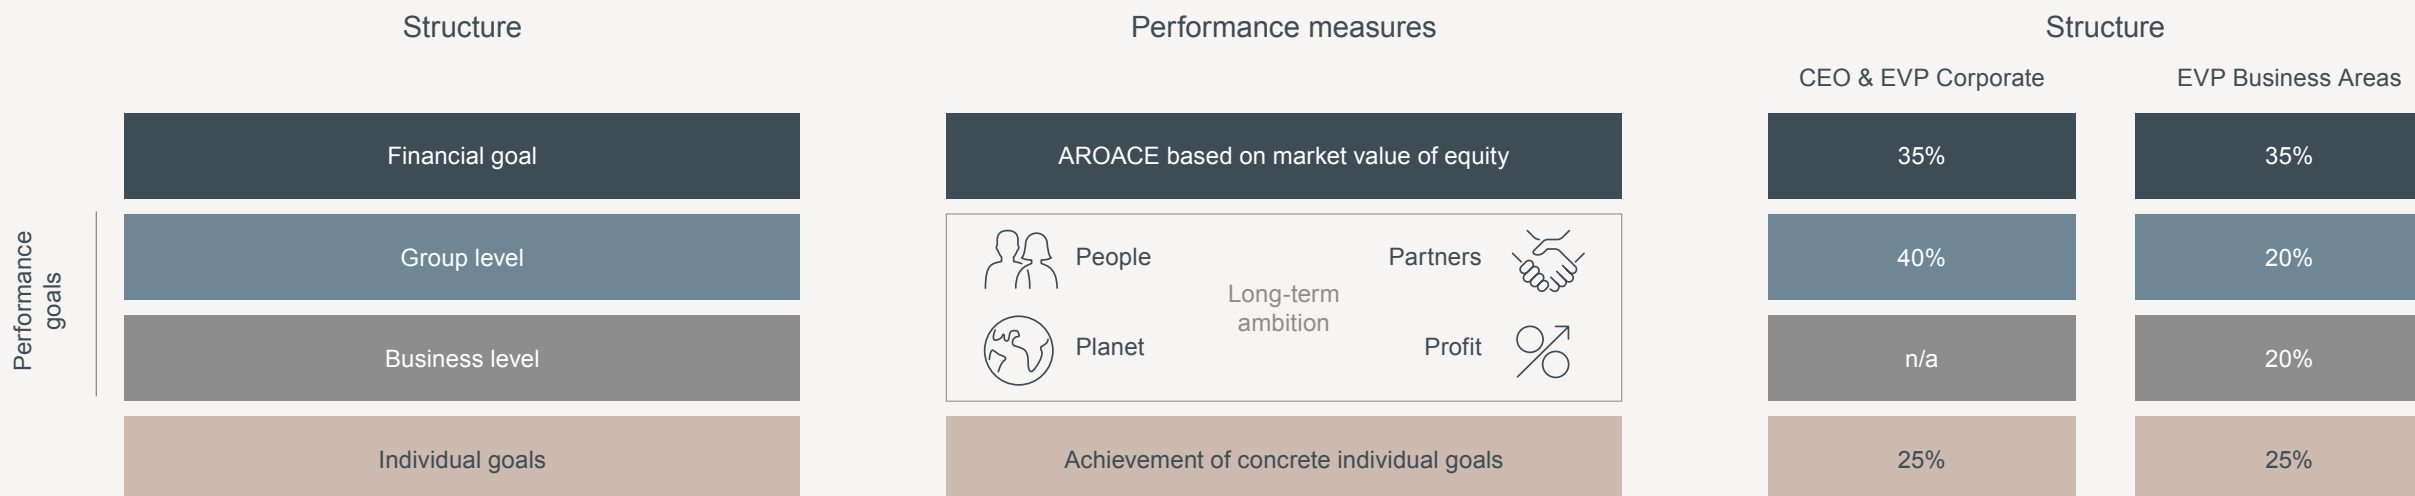 Structure
Performance measures
Structure
CEO & EVP Corporate
EVP Business Areas
Financial goal
AROACE based on market value of equity
35%
35%
Performance
goals
Group level
People
Partners
40%
20%
Long-term
ambition
Business level
Planet
Profit
n/a
20%
Individual goals
Achievement of concrete individual goals
25%
25%